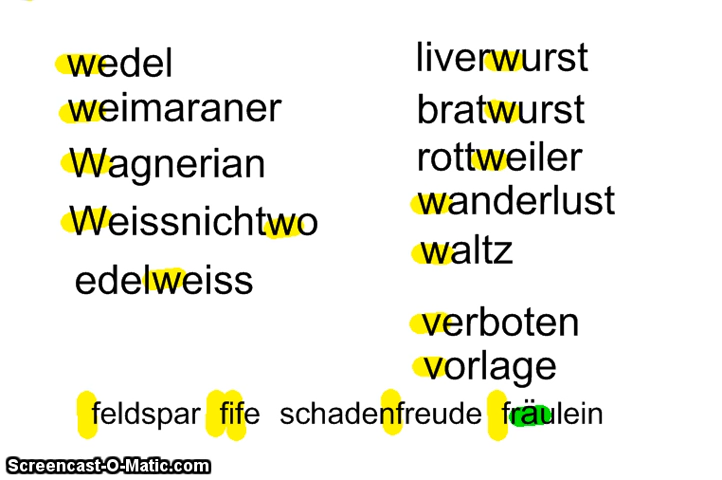 wedel
weimaraner
Wagnerian
Weissnichtwo
edelweiss
liverwurst
bratwurst
rottweiler
wanderlust
waltz
verboten
vorlage
feldspar fife schadenfreude fräulein
Screencast-O-Matic.com